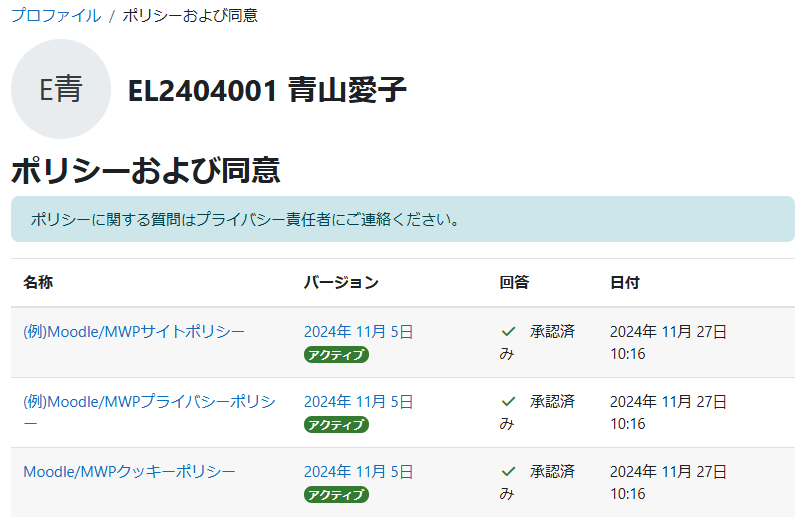 プロファイル / ポリシーおよび同意
E青
EL2404001 青山愛子
ポリシーおよび同意
ポリシーに関する質問はプライバシー責任者にご連絡ください。
名称 バージョン 回答 日付
(例)Moodle/MWPサイトポリシー 2024年 11月 5日 承認済 2024年 11月 27日
アクティブ み 10:16
(例)Moodle/MWPプライバシーポリシ 2024年 11月 5日 承認済 2024年 11月 27日
ー アクティブ み 10:16
Moodle/MWPクッキーポリシー 2024年 11月 5日 承認済 2024年 11月 27日
アクティブ み 10:16